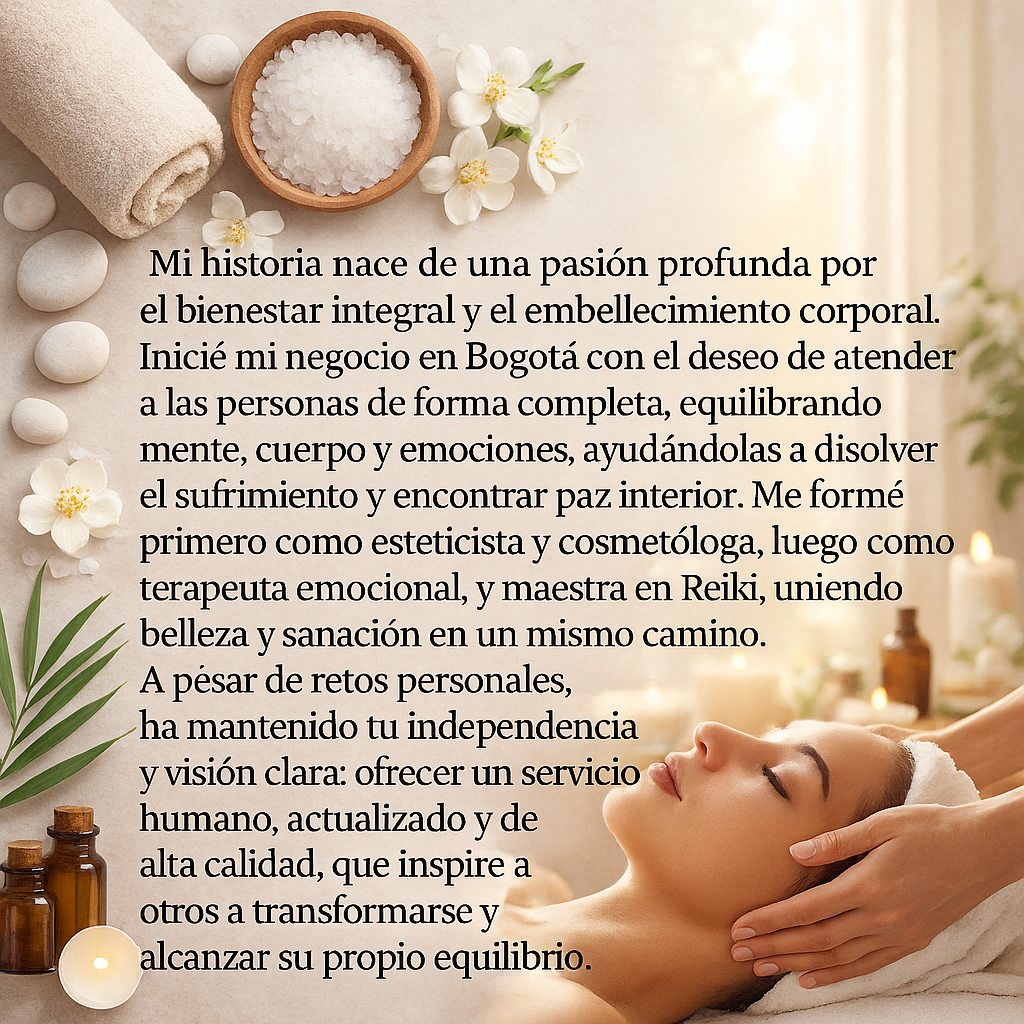 Mi historia nace de una pasión profunda por
el bienestar integral y el embellecimiento corporal.
Inicié mi negocio en Bogotá con el deseo de atender
a las personas de forma completa, equilibrando
mente, cuerpo y emociones, ayudándolas a disolver
el sufrimiento y encontrar paz interior. Me formé
primero como esteticista y cosmetóloga, luego como
terapeuta emocional, y maestra en Reiki, uniendo
belleza y sanación en un mismo camino.
A pésar de retos personales,
ha mantenido tu independencia
y visión clara: ofrecer un servicio
humano, actualizado y de
alta calidad, que inspire a
otros a transformarse y
alcanzar su propio equilibrio.